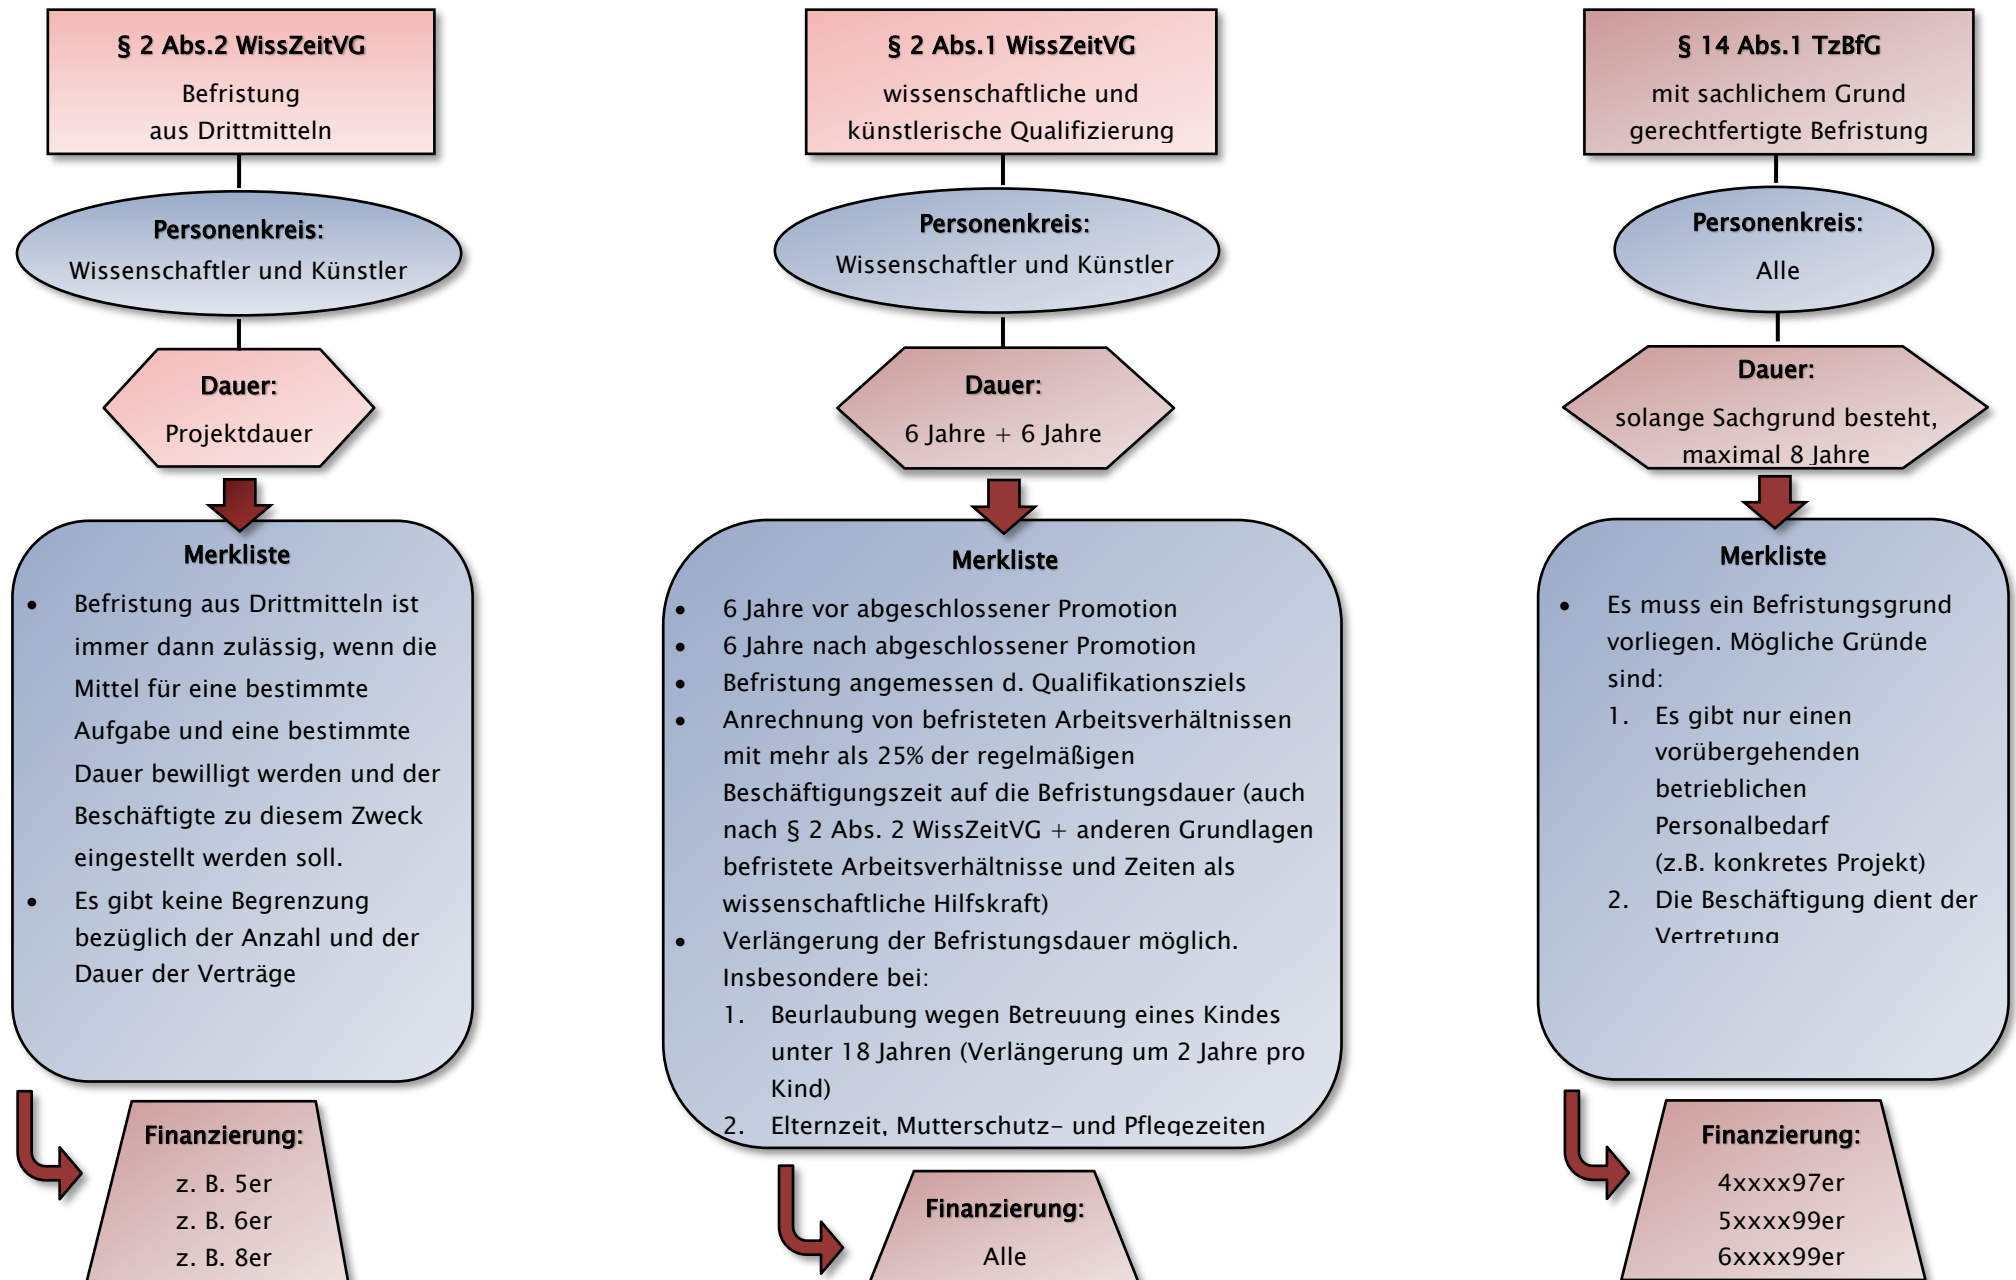 § 2 Abs.2 WissZeitVG
Befristung
aus Drittmitteln
Personenkreis:
Wissenschaftler und Künstler
Dauer:
Projektdauer
Merkliste
• Befristung aus Drittmitteln ist
immer dann zulässig, wenn die
Mittel für eine bestimmte
Aufgabe und eine bestimmte
Dauer bewilligt werden und der
Beschäftigte zu diesem Zweck
eingestellt werden soll.
• Es gibt keine Begrenzung
bezüglich der Anzahl und der
Dauer der Verträge
Finanzierung:
z. B. 5er
z. B. 6er
z. B. 8er
§ 2 Abs.1 WissZeitVG
wissenschaftliche und
künstlerische Qualifizierung
Personenkreis:
Wissenschaftler und Künstler
Dauer:
6 Jahre + 6 Jahre
Merkliste
• 6 Jahre vor abgeschlossener Promotion
• 6 Jahre nach abgeschlossener Promotion
• Befristung angemessen d. Qualifikationsziels
• Anrechnung von befristeten Arbeitsverhältnissen
mit mehr als 25% der regelmäßigen
Beschäftigungszeit auf die Befristungsdauer (auch
nach § 2 Abs. 2 WissZeitVG + anderen Grundlagen
befristete Arbeitsverhältnisse und Zeiten als
wissenschaftliche Hilfskraft)
• Verlängerung der Befristungsdauer möglich.
Insbesondere bei:
1. Beurlaubung wegen Betreuung eines Kindes
unter 18 Jahren (Verlängerung um 2 Jahre pro
Kind)
2. Elternzeit, Mutterschutz- und Pflegezeiten
Finanzierung:
Alle
§ 14 Abs.1 TzBfG
mit sachlichem Grund
gerechtfertigte Befristung
Personenkreis:
Alle
Dauer:
solange Sachgrund besteht,
maximal 8 Jahre
Merkliste
• Es muss ein Befristungsgrund
vorliegen. Mögliche Gründe
sind:
1. Es gibt nur einen
vorübergehenden
betrieblichen
Personalbedarf
(z.B. konkretes Projekt)
2. Die Beschäftigung dient der
Vertretung
Finanzierung:
4xxxx97er
5xxxx99er
6xxxx99er